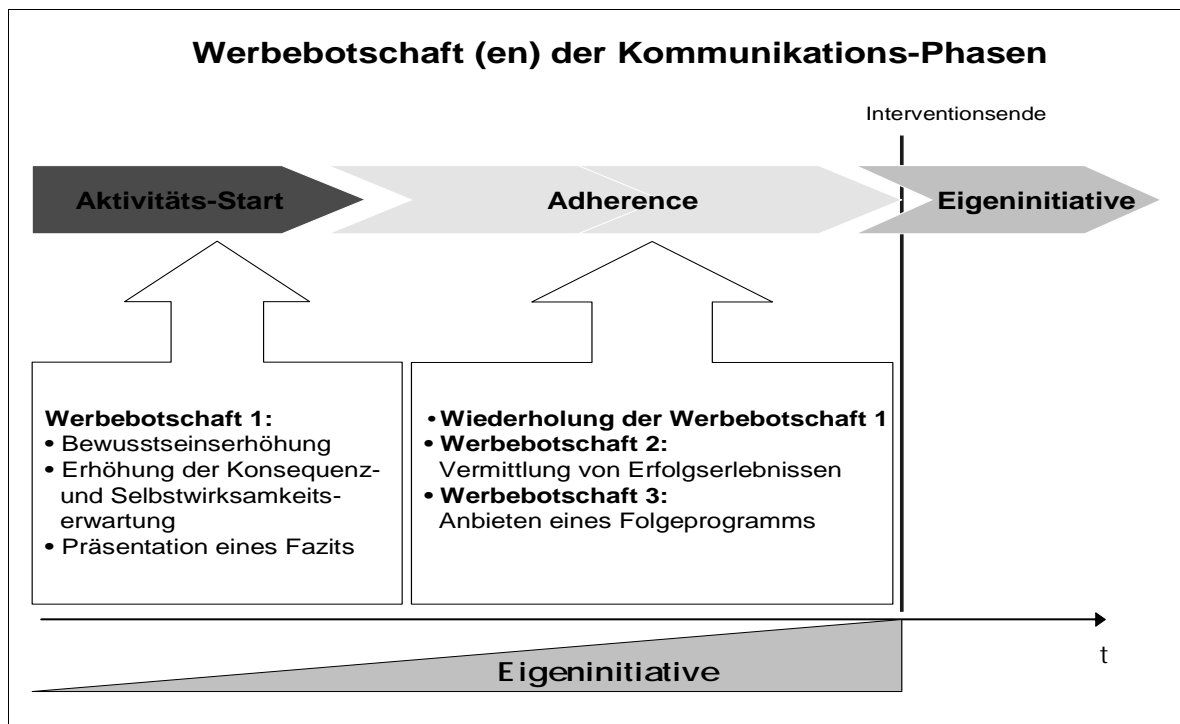 Werbebotschaft (en) der Kommunikations-Phasen
Interventionsende
Aktivitäts-Start
Adherence
Eigeninitiative
Werbebotschaft 1:
• Bewusstseinserhöhung
• Erhöhung der Konsequenz-
und Selbstwirksamkeits-
erwartung
• Präsentation eines Fazits
• Wiederholung der Werbebotschaft 1
• Werbebotschaft 2:
Vermittlung von Erfolgserlebnissen
• Werbebotschaft 3:
Anbieten eines Folgeprogramms
t
Eigeninitiative